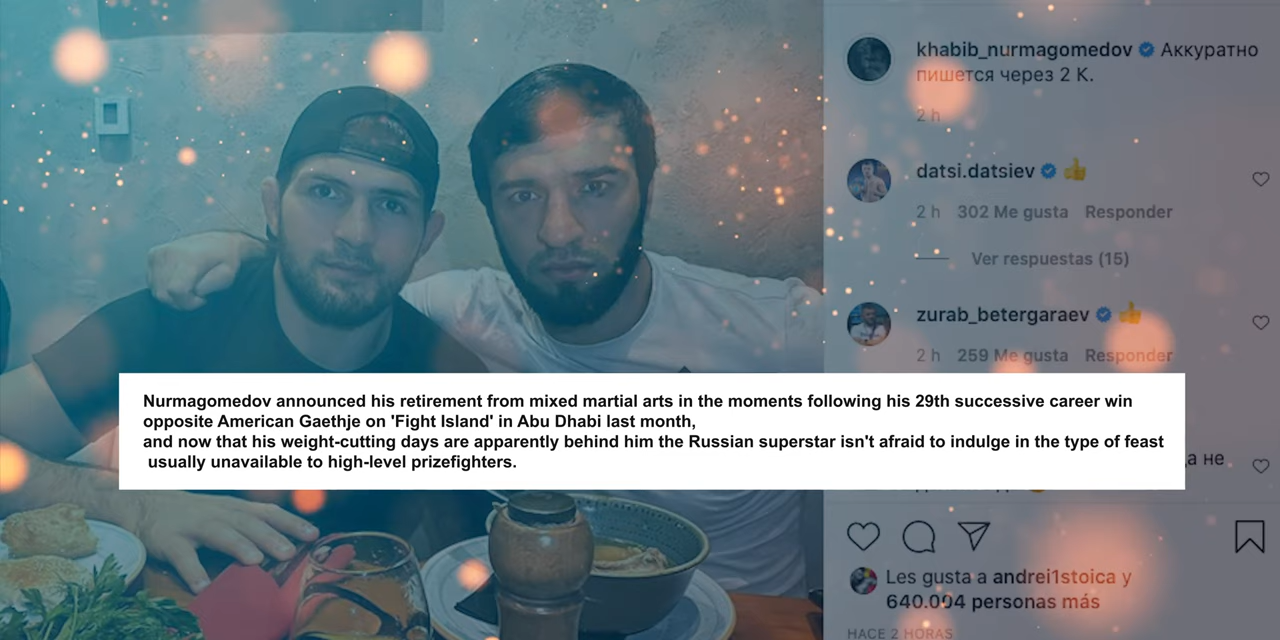 khabib_nurmagomedov Аккуратно
пишется через 2 К.
2 h
datsi.datsiev 👍
2 h 302 Me gusta Responder
Ver respuestas (15)
zurab_betergaraev 👍
2 h 259 Me gusta Responder
Nurmagomedov announced his retirement from mixed martial arts in the moments following his 29th successive career win
opposite American Gaethje on 'Fight Island' in Abu Dhabi last month,
and now that his weight-cutting days are apparently behind him the Russian superstar isn't afraid to indulge in the type of feast
usually unavailable to high-level prizefighters.
не
Les gusta a andrei1stoica y
640.004 personas más
HACE 2 HORAS